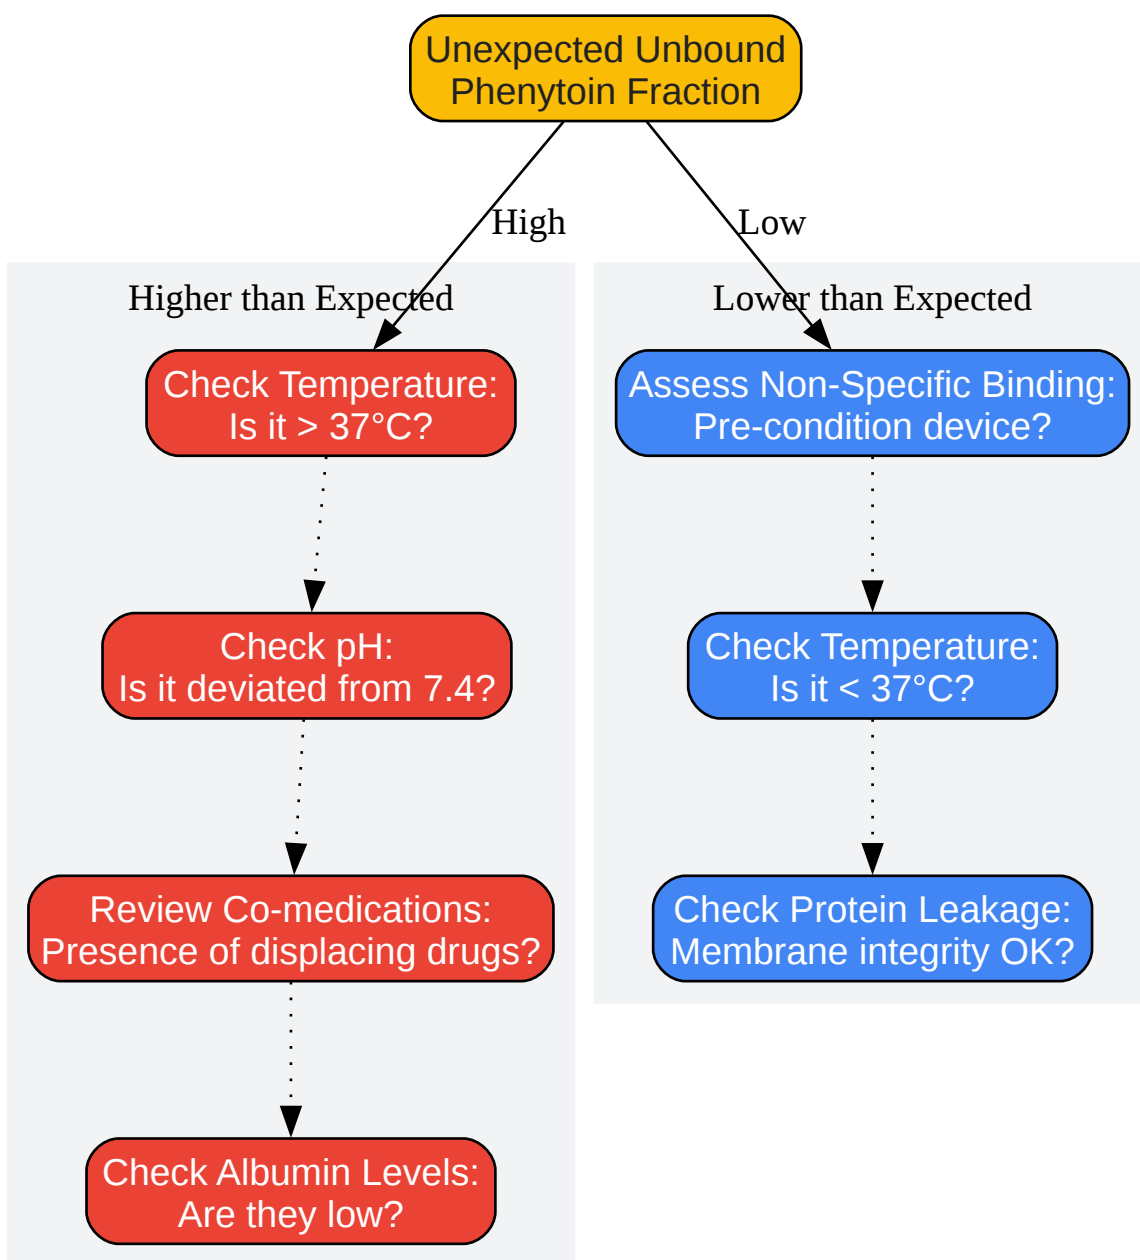 Unexpected Unbound
Phenytoin Fraction
High
Low
Higher than Expected
Check Temperature:
Is it > 37°C?
Check pH:
Is it deviated from 7.4?
Review Co-medications:
Presence of displacing drugs?
Check Albumin Levels:
Are they low?
Lower than Expected
Assess Non-Specific Binding:
Pre-condition device?
Check Temperature:
Is it < 37°C?
Check Protein Leakage:
Membrane integrity OK?